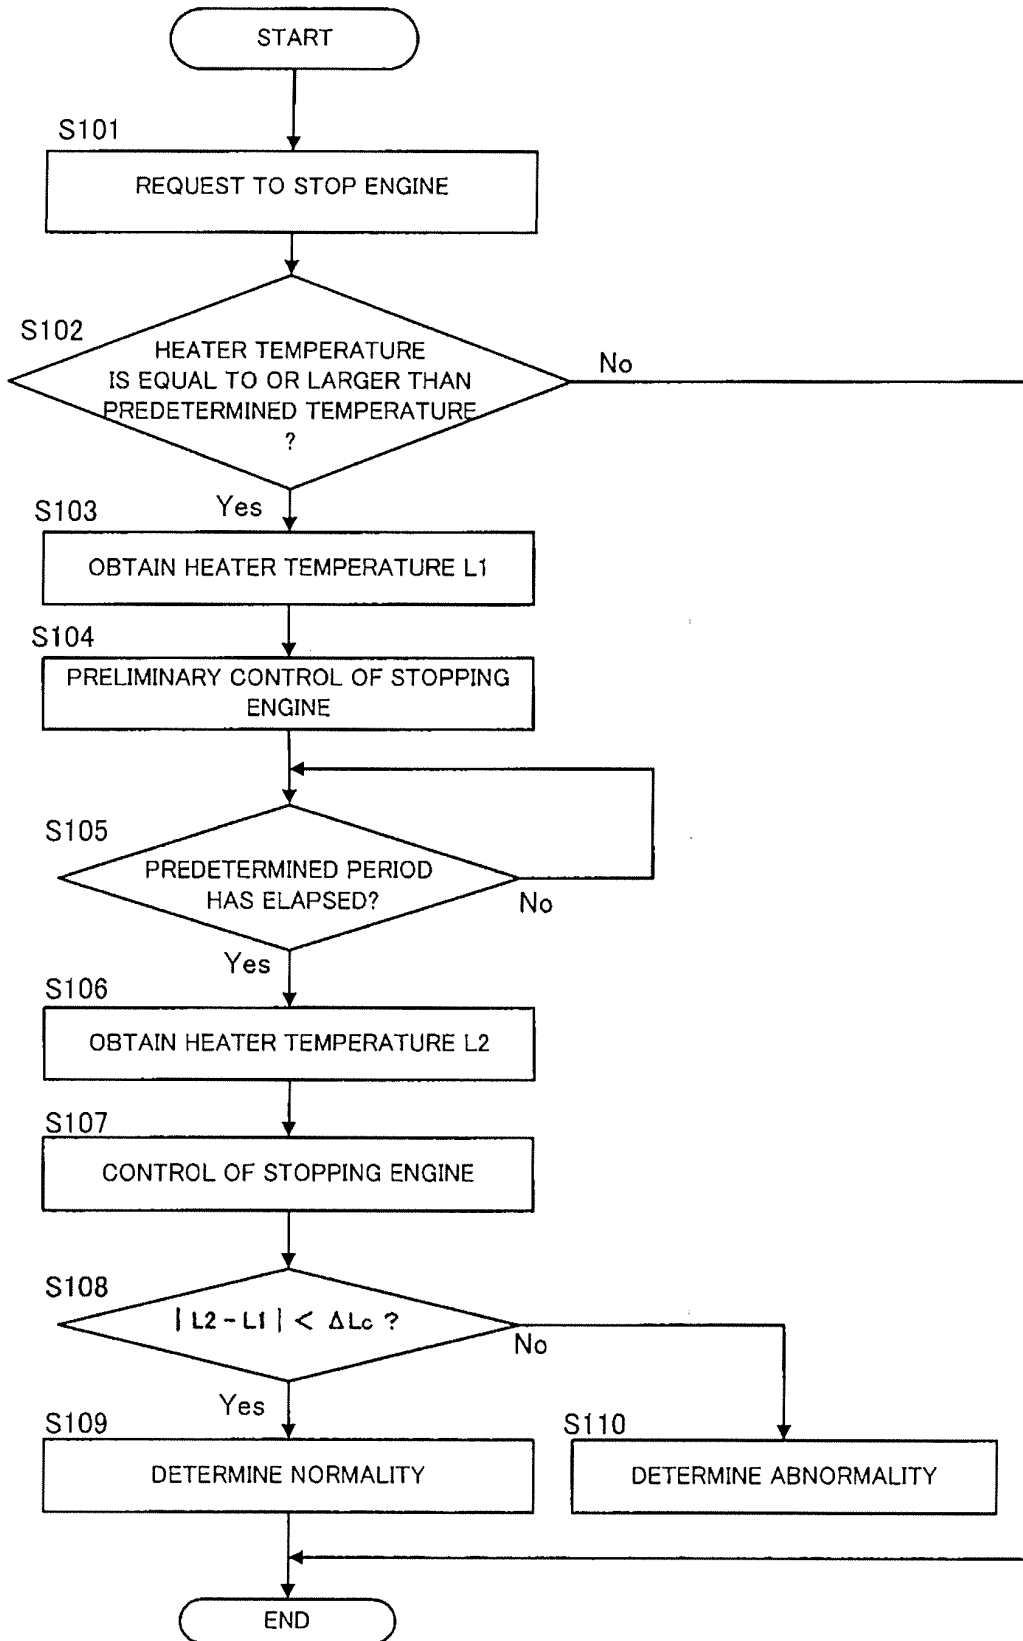 START
S101
REQUEST TO STOP ENGINE
S102
HEATER TEMPERATURE
IS EQUAL TO OR LARGER THAN
PREDETERMINED TEMPERATURE
?
No
Yes
S103
OBTAIN HEATER TEMPERATURE L1
S104
PRELIMINARY CONTROL OF STOPPING
ENGINE
S105
PREDETERMINED PERIOD
HAS ELAPSED?
No
Yes
S106
OBTAIN HEATER TEMPERATURE L2
S107
CONTROL OF STOPPING ENGINE
S108
| L2 - L1 | < ΔLc ?
No
Yes
S109
DETERMINE NORMALITY
S110
DETERMINE ABNORMALITY
END